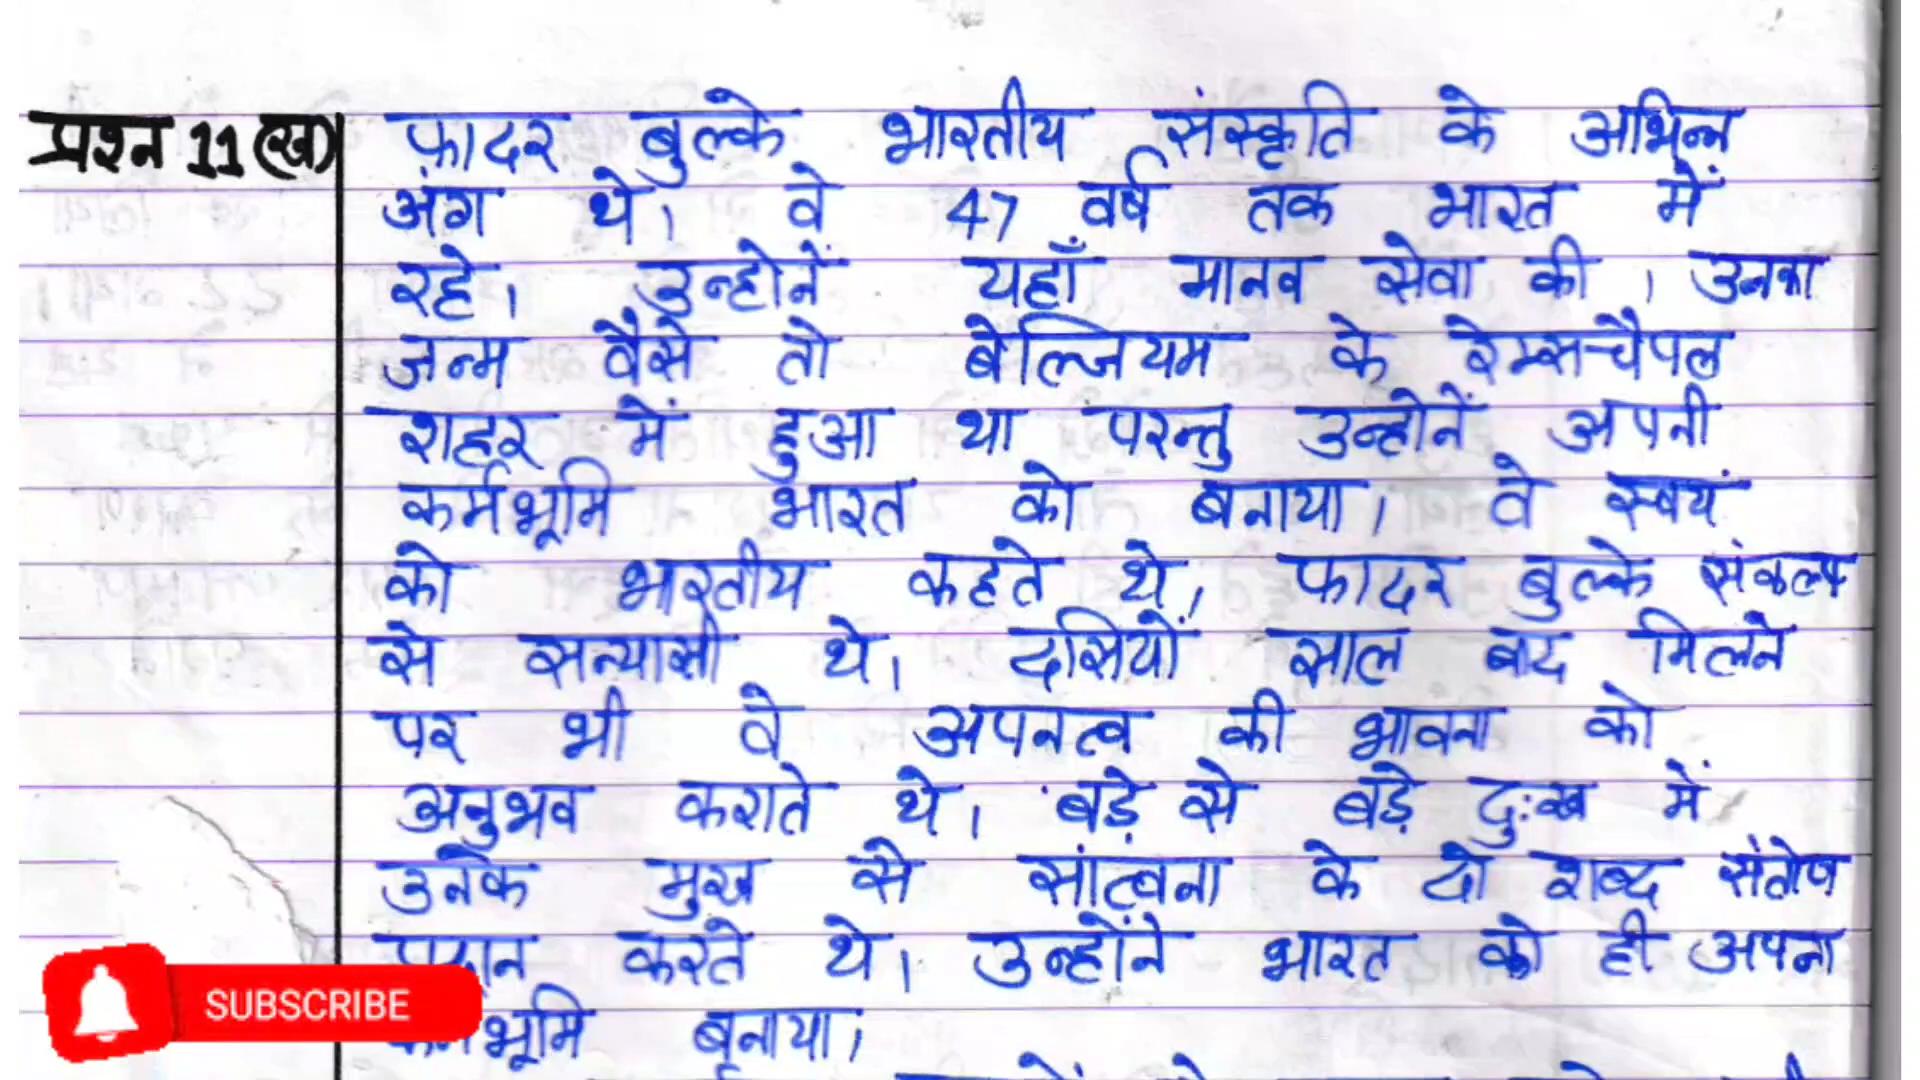 प्रश्न 11 (ख) फ़ादर बुल्के भारतीय संस्कृति के अभिन्न
अंग थे। वे 47 वर्ष तक भारत में
रहे। उन्होनें यहाँ मानव सेवा की । उनका
जन्म वैसे तो बेल्जियम के रेम्सचैपल
शहर में हुआ था परन्तु उन्होनें अपनी
कर्मभूमि भारत को बनाया। वे स्वयं
को भारतीय कहते थे। फादर बुल्के संकल्प
से सन्यासी थे। दसियों साल बाद मिलने
पर भी वे अपनत्व की भावना को
अनुभव कराते थे। बड़े से बड़े दुःख में
उनके मुख से सांत्वना के दो शब्द संतोष
करते थे। उन्होंने भारत को ही अपना
SUBSCRIBE
बनाया।